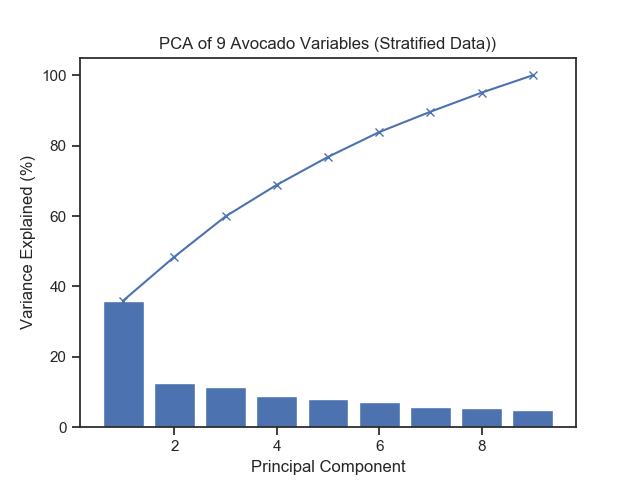 PCA of 9 Avocado Variables (Stratified Data))
100
80
60
40
20
0
Variance Explained (%)
2 4 6 8
Principal Component